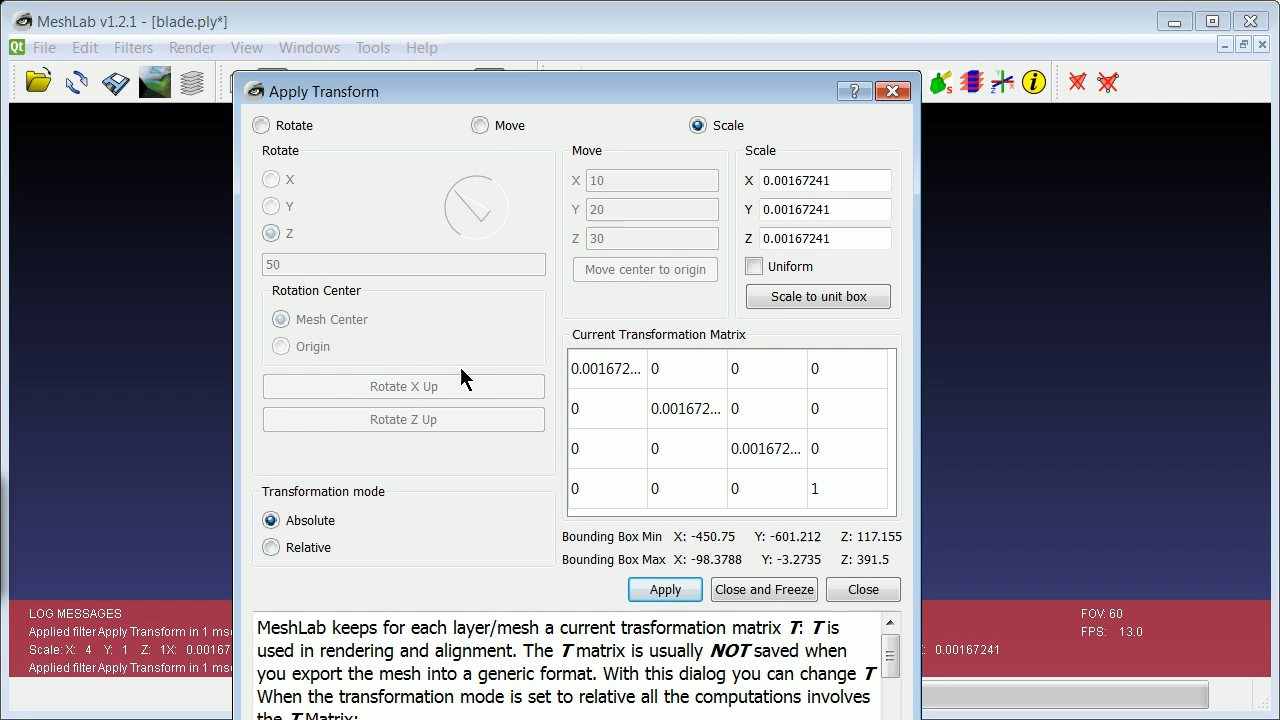 MeshLab v1.2.1 - [blade.ply*]
Qt File Edit Filters Render View Windows Tools Help
Apply Transform
?
S
i
Rotate Move Scale
Rotate
X
Y
Z
50
Rotation Center
Mesh Center
Origin
Rotate X Up
Rotate Z Up
Move
X 10
Y 20
Z 30
Move center to origin
Scale
X 0.00167241
Y 0.00167241
Z 0.00167241
Uniform
Scale to unit box
Current Transformation Matrix
0.001672... 0 0 0
0 0.001672... 0 0
0 0 0.001672... 0
0 0 0 1
Transformation mode
Absolute
Relative
Bounding Box Min X: -450.75 Y: -601.212 Z: 117.155
Bounding Box Max X: -98.3788 Y: -3.2735 Z: 391.5
Apply Close and Freeze Close
LOG MESSAGES
Applied filter Apply Transform in 1 mse
Scale: X: 4 Y: 1 Z: 1X: 0.00167
Applied filter Apply Transform in 1 mse
: 0.00167241
FOV: 60
FPS: 13.0
MeshLab keeps for each layer/mesh a current trasformation matrix T: T is
used in rendering and alignment. The T matrix is usually NOT saved when
you export the mesh into a generic format. With this dialog you can change T
When the transformation mode is set to relative all the computations involves
the T Matrix;